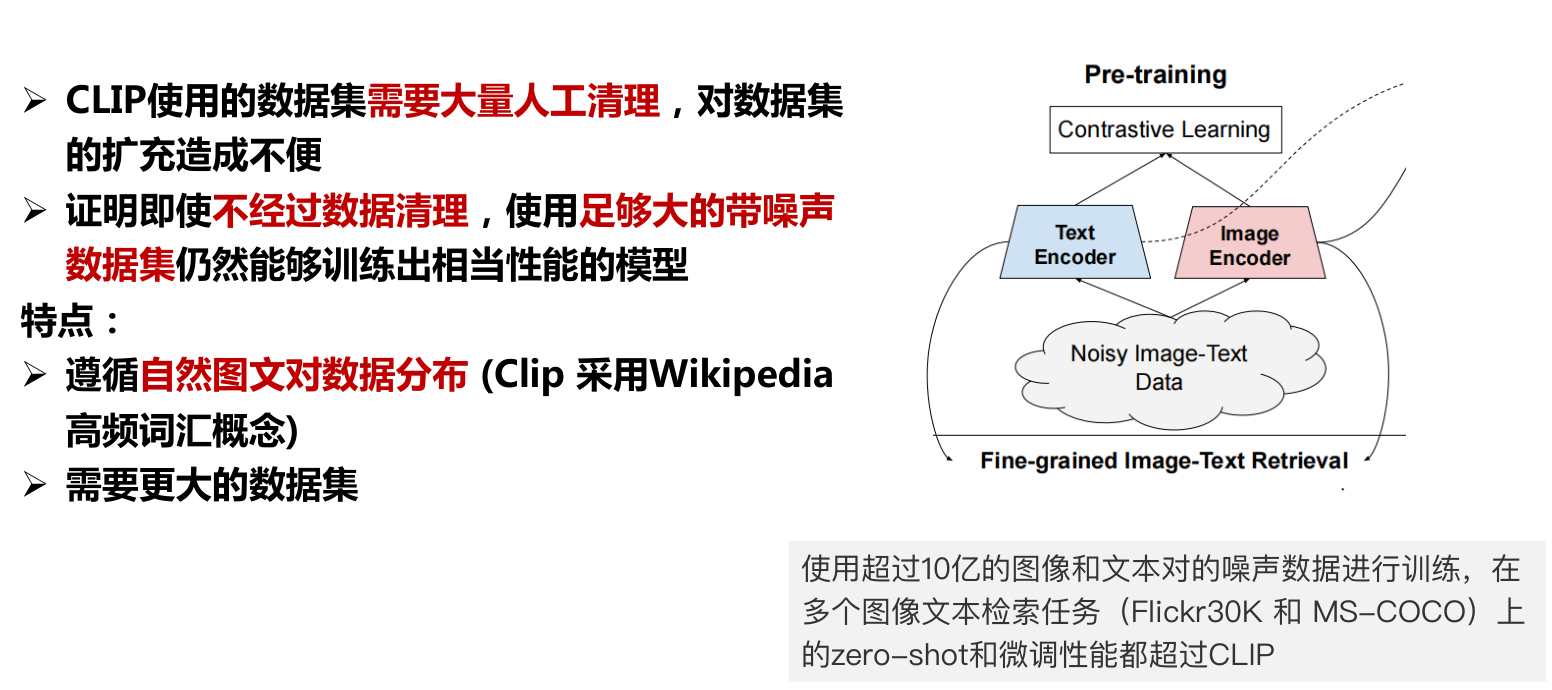 ➢ CLIP使用的数据集需要大量人工清理，对数据集
的扩充造成不便
➢ 证明即使不经过数据清理，使用足够大的带噪声
数据集仍然能够训练出相当性能的模型
特点：
➢ 遵循自然图文对数据分布 (Clip 采用Wikipedia
高频词汇概念)
➢ 需要更大的数据集
Pre-training
Contrastive Learning
Text
Encoder
Image
Encoder
Noisy Image-Text
Data
Fine-grained Image-Text Retrieval
使用超过10亿的图像和文本对的噪声数据进行训练，在
多个图像文本检索任务（Flickr30K 和 MS-COCO）上
的zero-shot和微调性能都超过CLIP